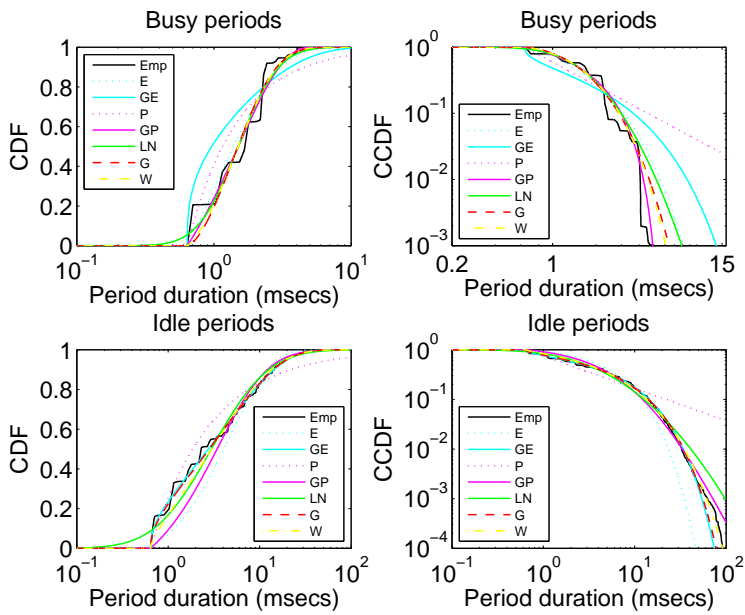 Busy periods
CDF
1
0.8
0.6
0.4
0.2
0
Emp
E
GE
P
GP
LN
G
W
10^-1
10^0
10^1
Period duration (msecs)
Busy periods
CCDF
10^0
10^-1
10^-2
10^-3
Emp
E
GE
P
GP
LN
G
W
0.2
1
15
Period duration (msecs)
Idle periods
CDF
1
0.8
0.6
0.4
0.2
0
Emp
E
GE
P
GP
LN
G
W
10^-1
10^0
10^1
10^2
Period duration (msecs)
Idle periods
CCDF
10^0
10^-1
10^-2
10^-3
10^-4
Emp
E
GE
P
GP
LN
G
W
10^-1
10^0
10^1
10^2
Period duration (msecs)